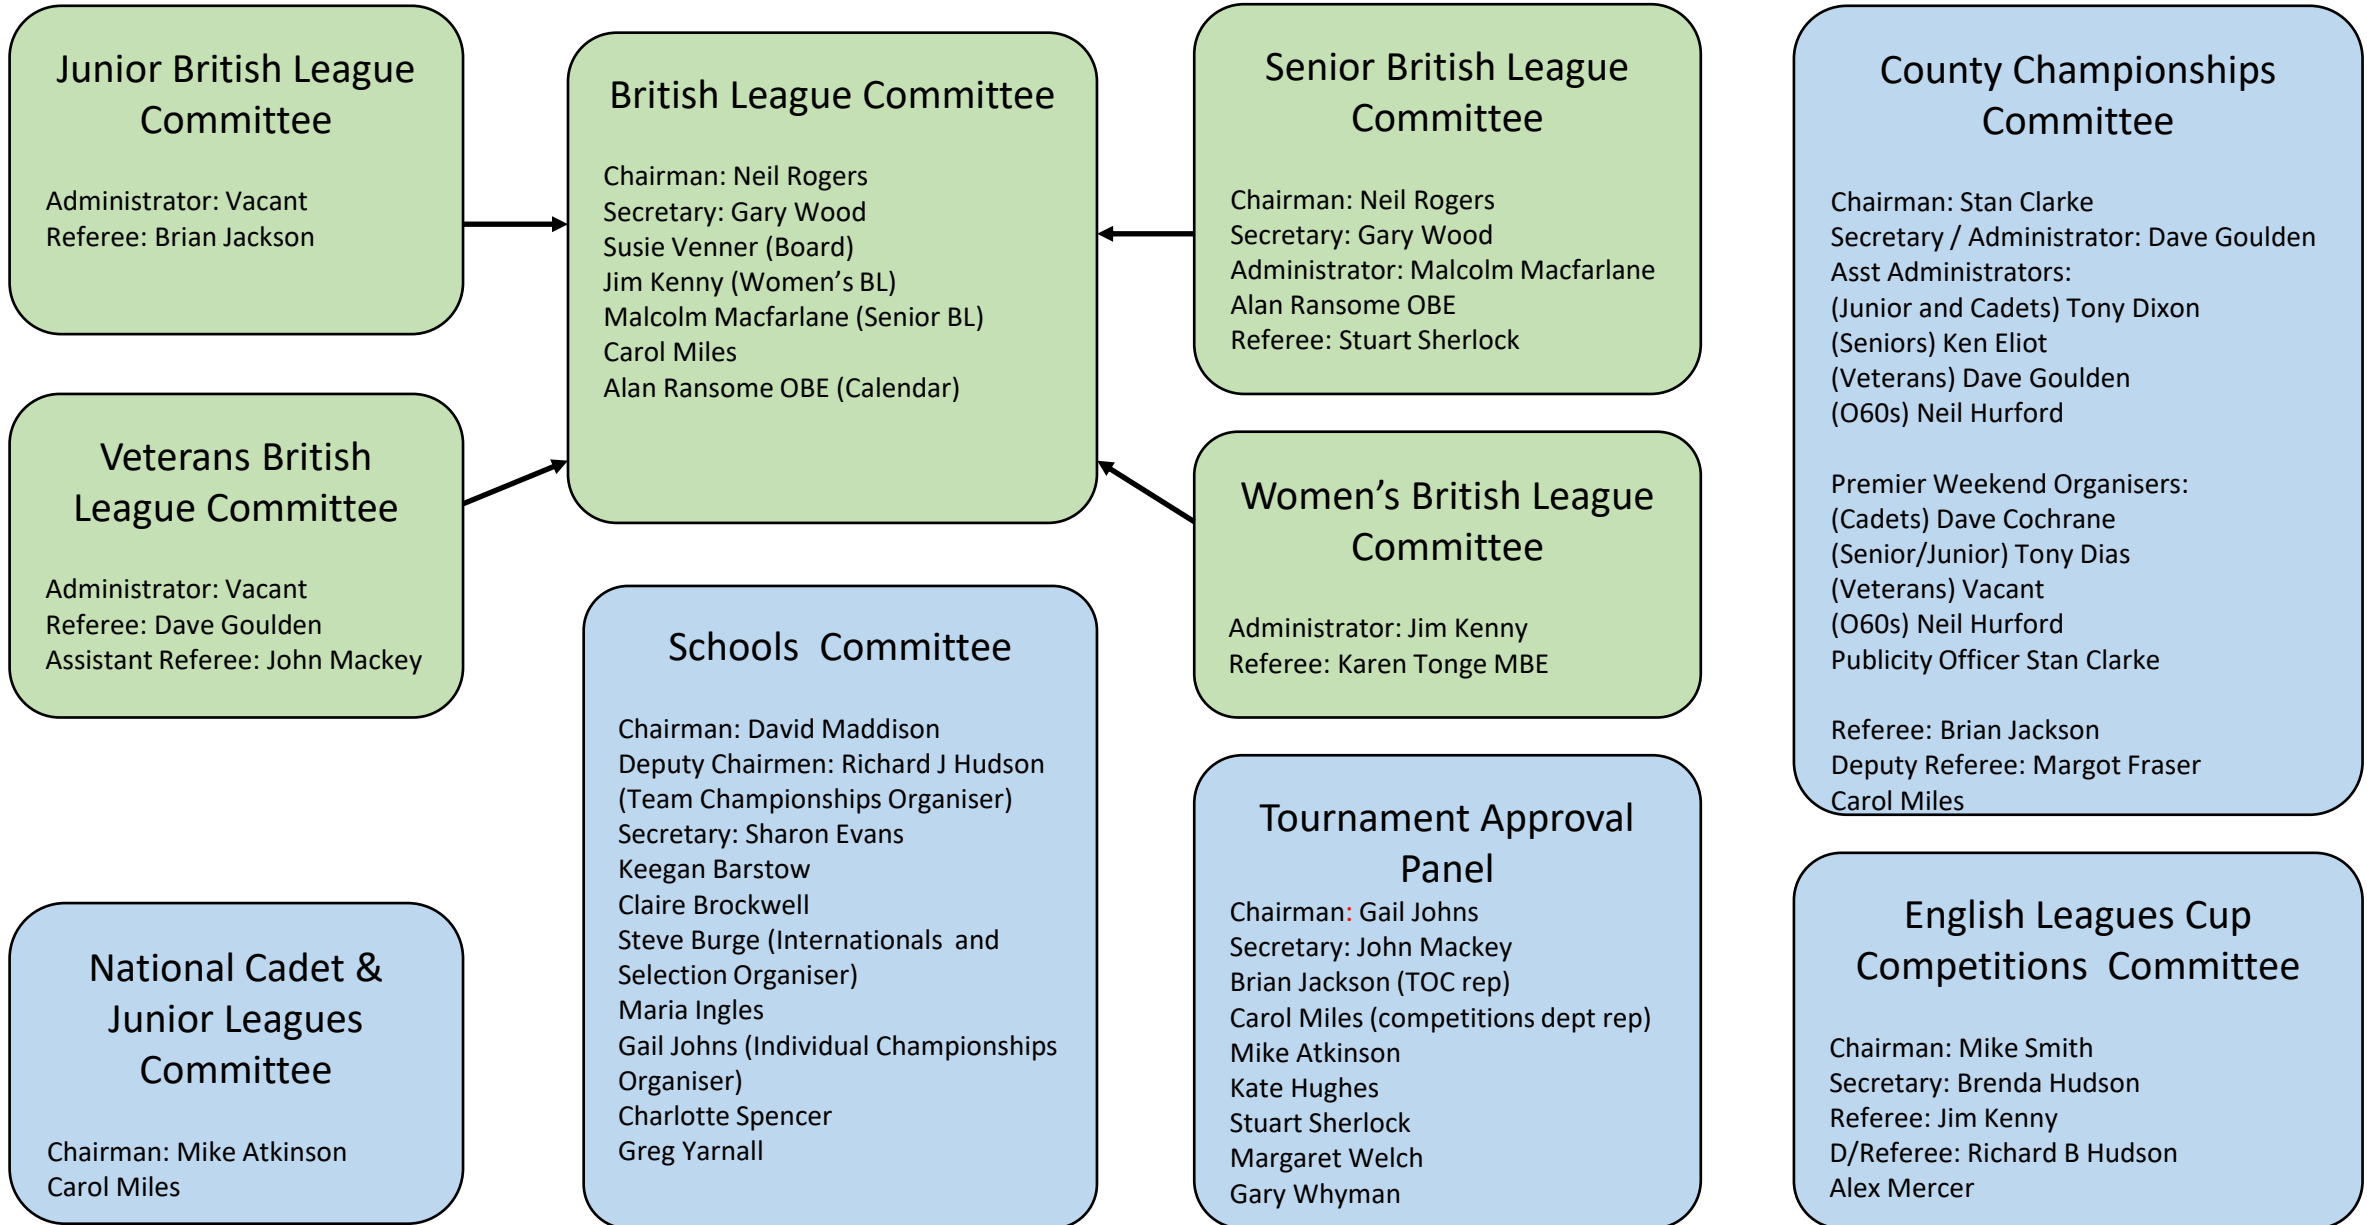 Junior British League
Committee
Administrator: Vacant
Referee: Brian Jackson
British League Committee
Chairman: Neil Rogers
Secretary: Gary Wood
Susie Venner (Board)
Jim Kenny (Women’s BL)
Malcolm Macfarlane (Senior BL)
Carol Miles
Alan Ransome OBE (Calendar)
Senior British League
Committee
Chairman: Neil Rogers
Secretary: Gary Wood
Administrator: Malcolm Macfarlane
Alan Ransome OBE
Referee: Stuart Sherlock
County Championships
Committee
Chairman: Stan Clarke
Secretary / Administrator: Dave Goulden
Asst Administrators:
(Junior and Cadets) Tony Dixon
(Seniors) Ken Eliot
(Veterans) Dave Goulden
(O60s) Neil Hurford
Premier Weekend Organisers:
(Cadets) Dave Cochrane
(Senior/Junior) Tony Dias
(Veterans) Vacant
(O60s) Neil Hurford
Publicity Officer Stan Clarke
Referee: Brian Jackson
Deputy Referee: Margot Fraser
Carol Miles
Veterans British
League Committee
Administrator: Vacant
Referee: Dave Goulden
Assistant Referee: John Mackey
Women’s British League
Committee
Administrator: Jim Kenny
Referee: Karen Tonge MBE
Schools Committee
Chairman: David Maddison
Deputy Chairmen: Richard J Hudson
(Team Championships Organiser)
Secretary: Sharon Evans
Keegan Barstow
Claire Brockwell
Steve Burge (Internationals and
Selection Organiser)
Maria Ingles
Gail Johns (Individual Championships
Organiser)
Charlotte Spencer
Greg Yarnall
Tournament Approval
Panel
Chairman: Gail Johns
Secretary: John Mackey
Brian Jackson (TOC rep)
Carol Miles (competitions dept rep)
Mike Atkinson
Kate Hughes
Stuart Sherlock
Margaret Welch
Gary Whyman
National Cadet &
Junior Leagues
Committee
Chairman: Mike Atkinson
Carol Miles
English Leagues Cup
Competitions Committee
Chairman: Mike Smith
Secretary: Brenda Hudson
Referee: Jim Kenny
D/Referee: Richard B Hudson
Alex Mercer